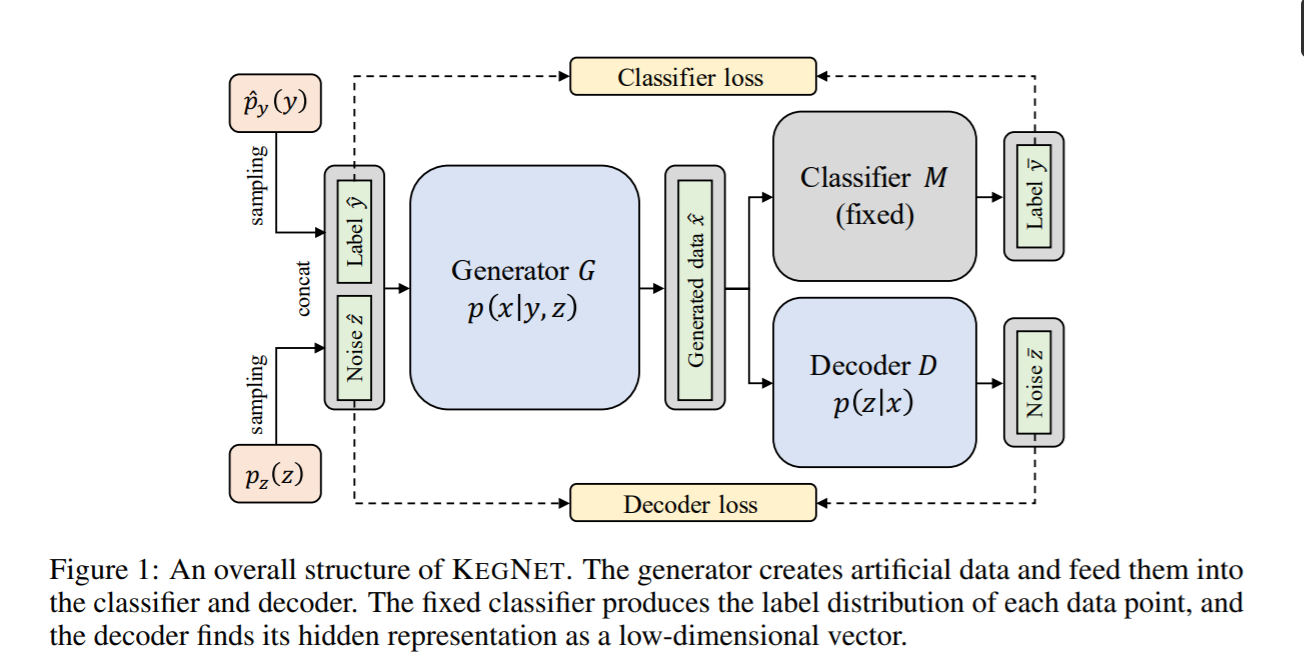 Classifier loss
p̂_y(y)
sampling
Label ŷ
concat
Noise ẑ
sampling
p_z(z)
Generator G
p(x|y, z)
Generated data x̂
Classifier M
(fixed)
Label ȳ
Decoder D
p(z|x)
Noise z̄
Decoder loss
Figure 1: An overall structure of KEGNET. The generator creates artificial data and feed them into
the classifier and decoder. The fixed classifier produces the label distribution of each data point, and
the decoder finds its hidden representation as a low-dimensional vector.